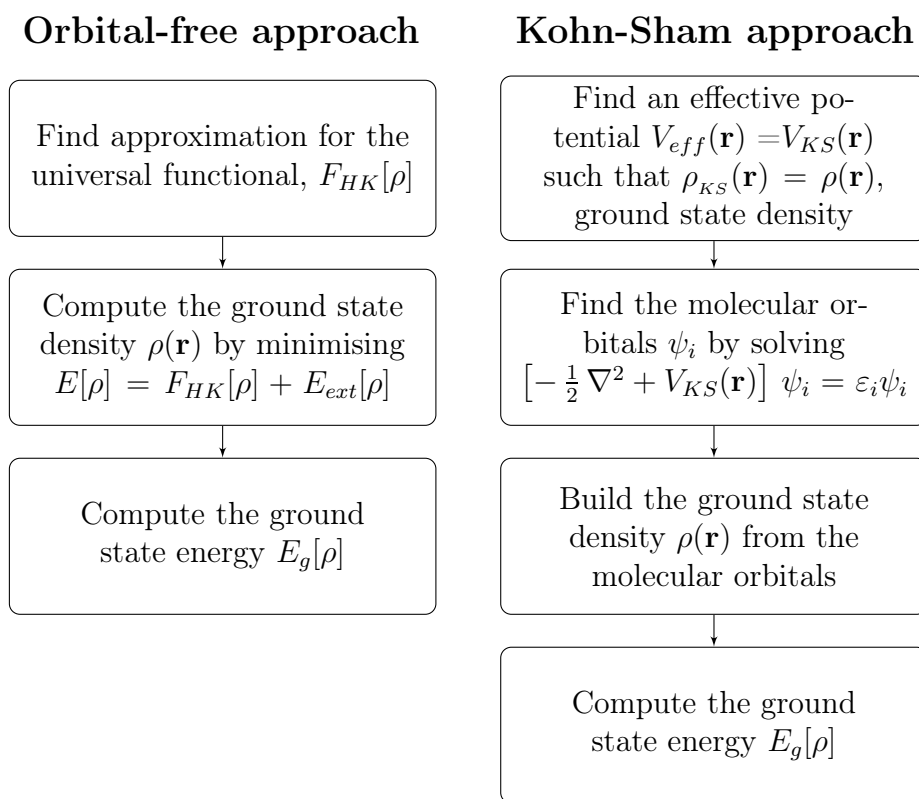 Orbital-free approach
Find approximation for the
universal functional, F_{HK}[ρ]
Compute the ground state
density ρ(𝐫) by minimising
E[ρ] = F_{HK}[ρ] + E_{ext}[ρ]
Compute the ground
state energy E_g[ρ]
Kohn-Sham approach
Find an effective po-
tential V_{eff}(𝐫) =V_{KS}(𝐫)
such that ρ_{KS}(𝐫) = ρ(𝐫),
ground state density
Find the molecular or-
bitals ψ_i by solving
[− 1/2 ∇² + V_{KS}(𝐫)] ψ_i = ε_iψ_i
Build the ground state
density ρ(𝐫) from the
molecular orbitals
Compute the ground
state energy E_g[ρ]